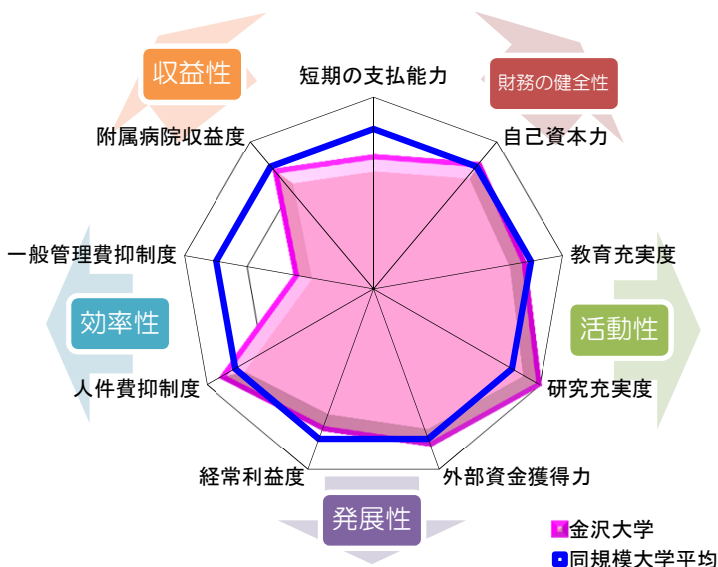 収益性
短期の支払能力
財務の健全性
附属病院収益度
自己資本力
一般管理費抑制度
教育充実度
効率性
活動性
人件費抑制度
研究充実度
経常利益度
外部資金獲得力
発展性
金沢大学
同規模大学平均